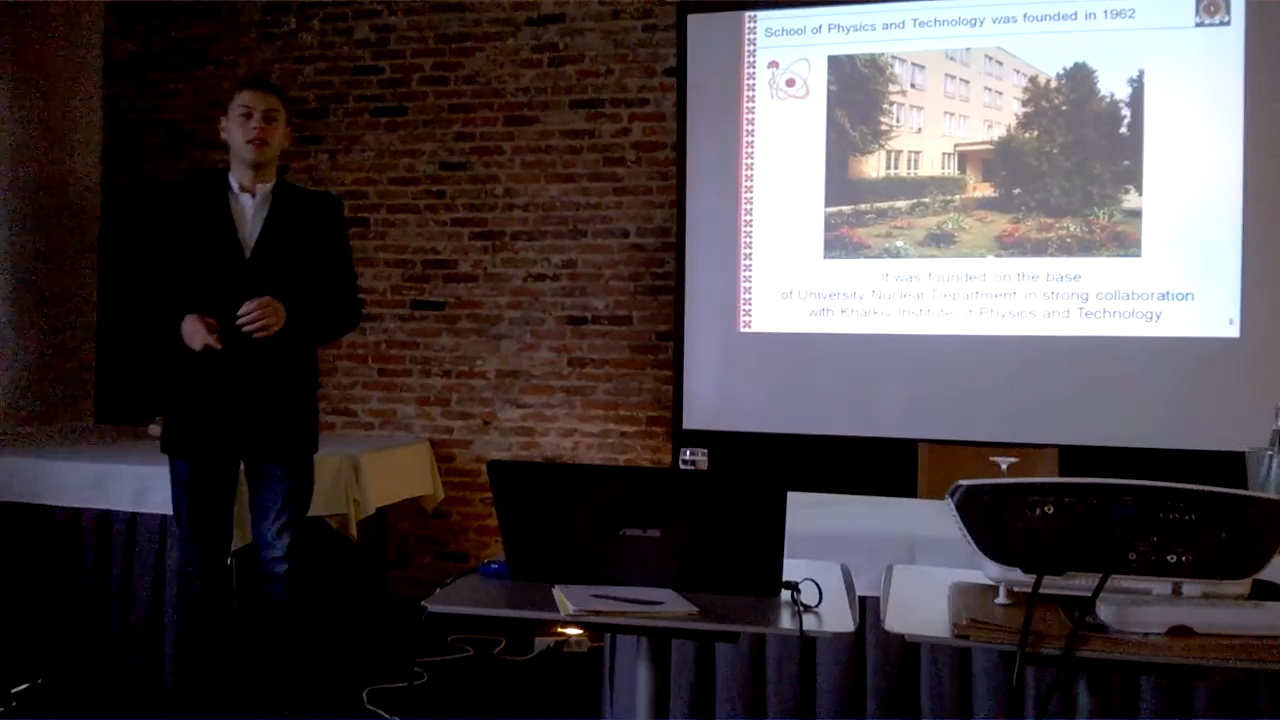 School of Physics and Technology was founded in 1962
It was founded on the base
of University Nuclear Department in strong collaboration
with Kharkiv Institute of Physics and Technology
ASUS